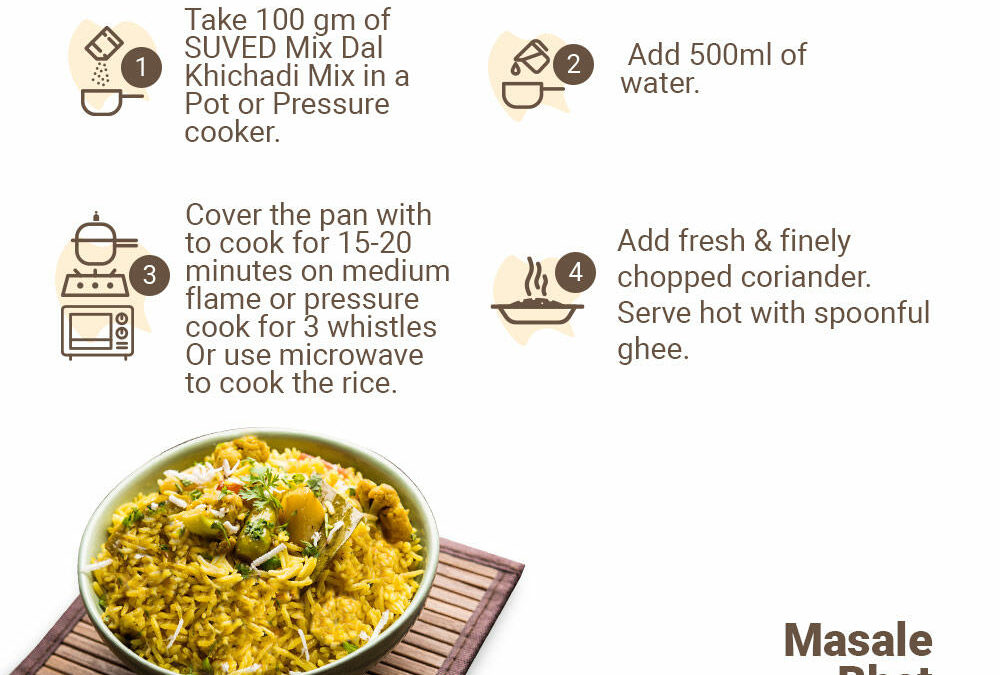 1
Take 100 gm of
SUVED Mix Dal
Khichadi Mix in a
Pot or Pressure
cooker.
2
Add 500ml of
water.
3
Cover the pan with
to cook for 15-20
minutes on medium
flame or pressure
cook for 3 whistles
Or use microwave
to cook the rice.
4
Add fresh & finely
chopped coriander.
Serve hot with spoonful
ghee.
Masale